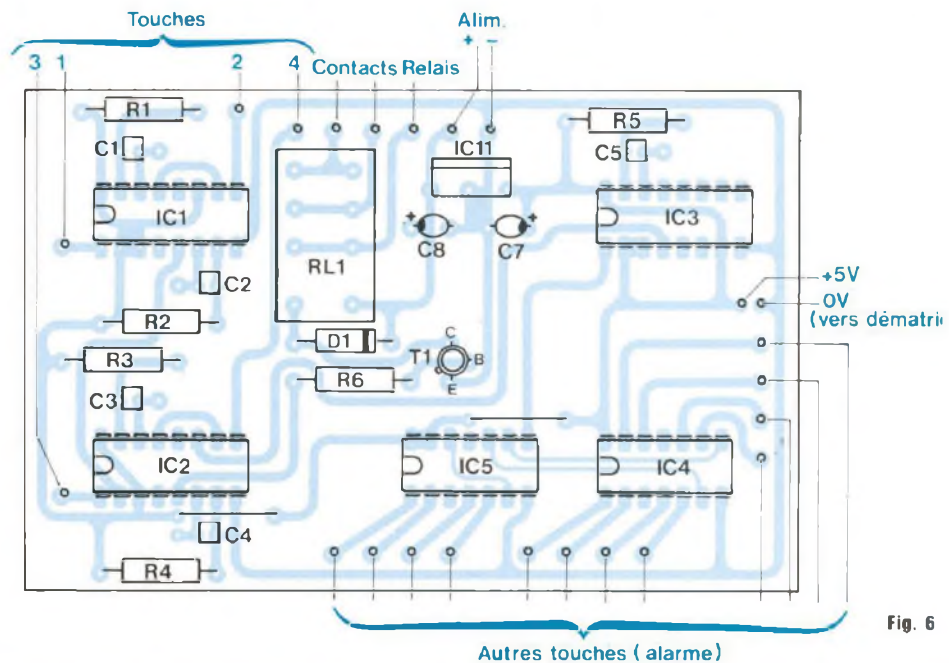 Touches
Alim.
3 1 2 4 Contacts Relais + −
R1
R5
C1
IC11
C5
IC1
IC3
+ C8
C7 +
C2
RL1
+5V
R2
0V
(vers dématri
R3
D1
T1
C
B
E
R6
C3
IC2
IC5
IC4
C4
R4
Fig. 6
Autres touches ( alarme )